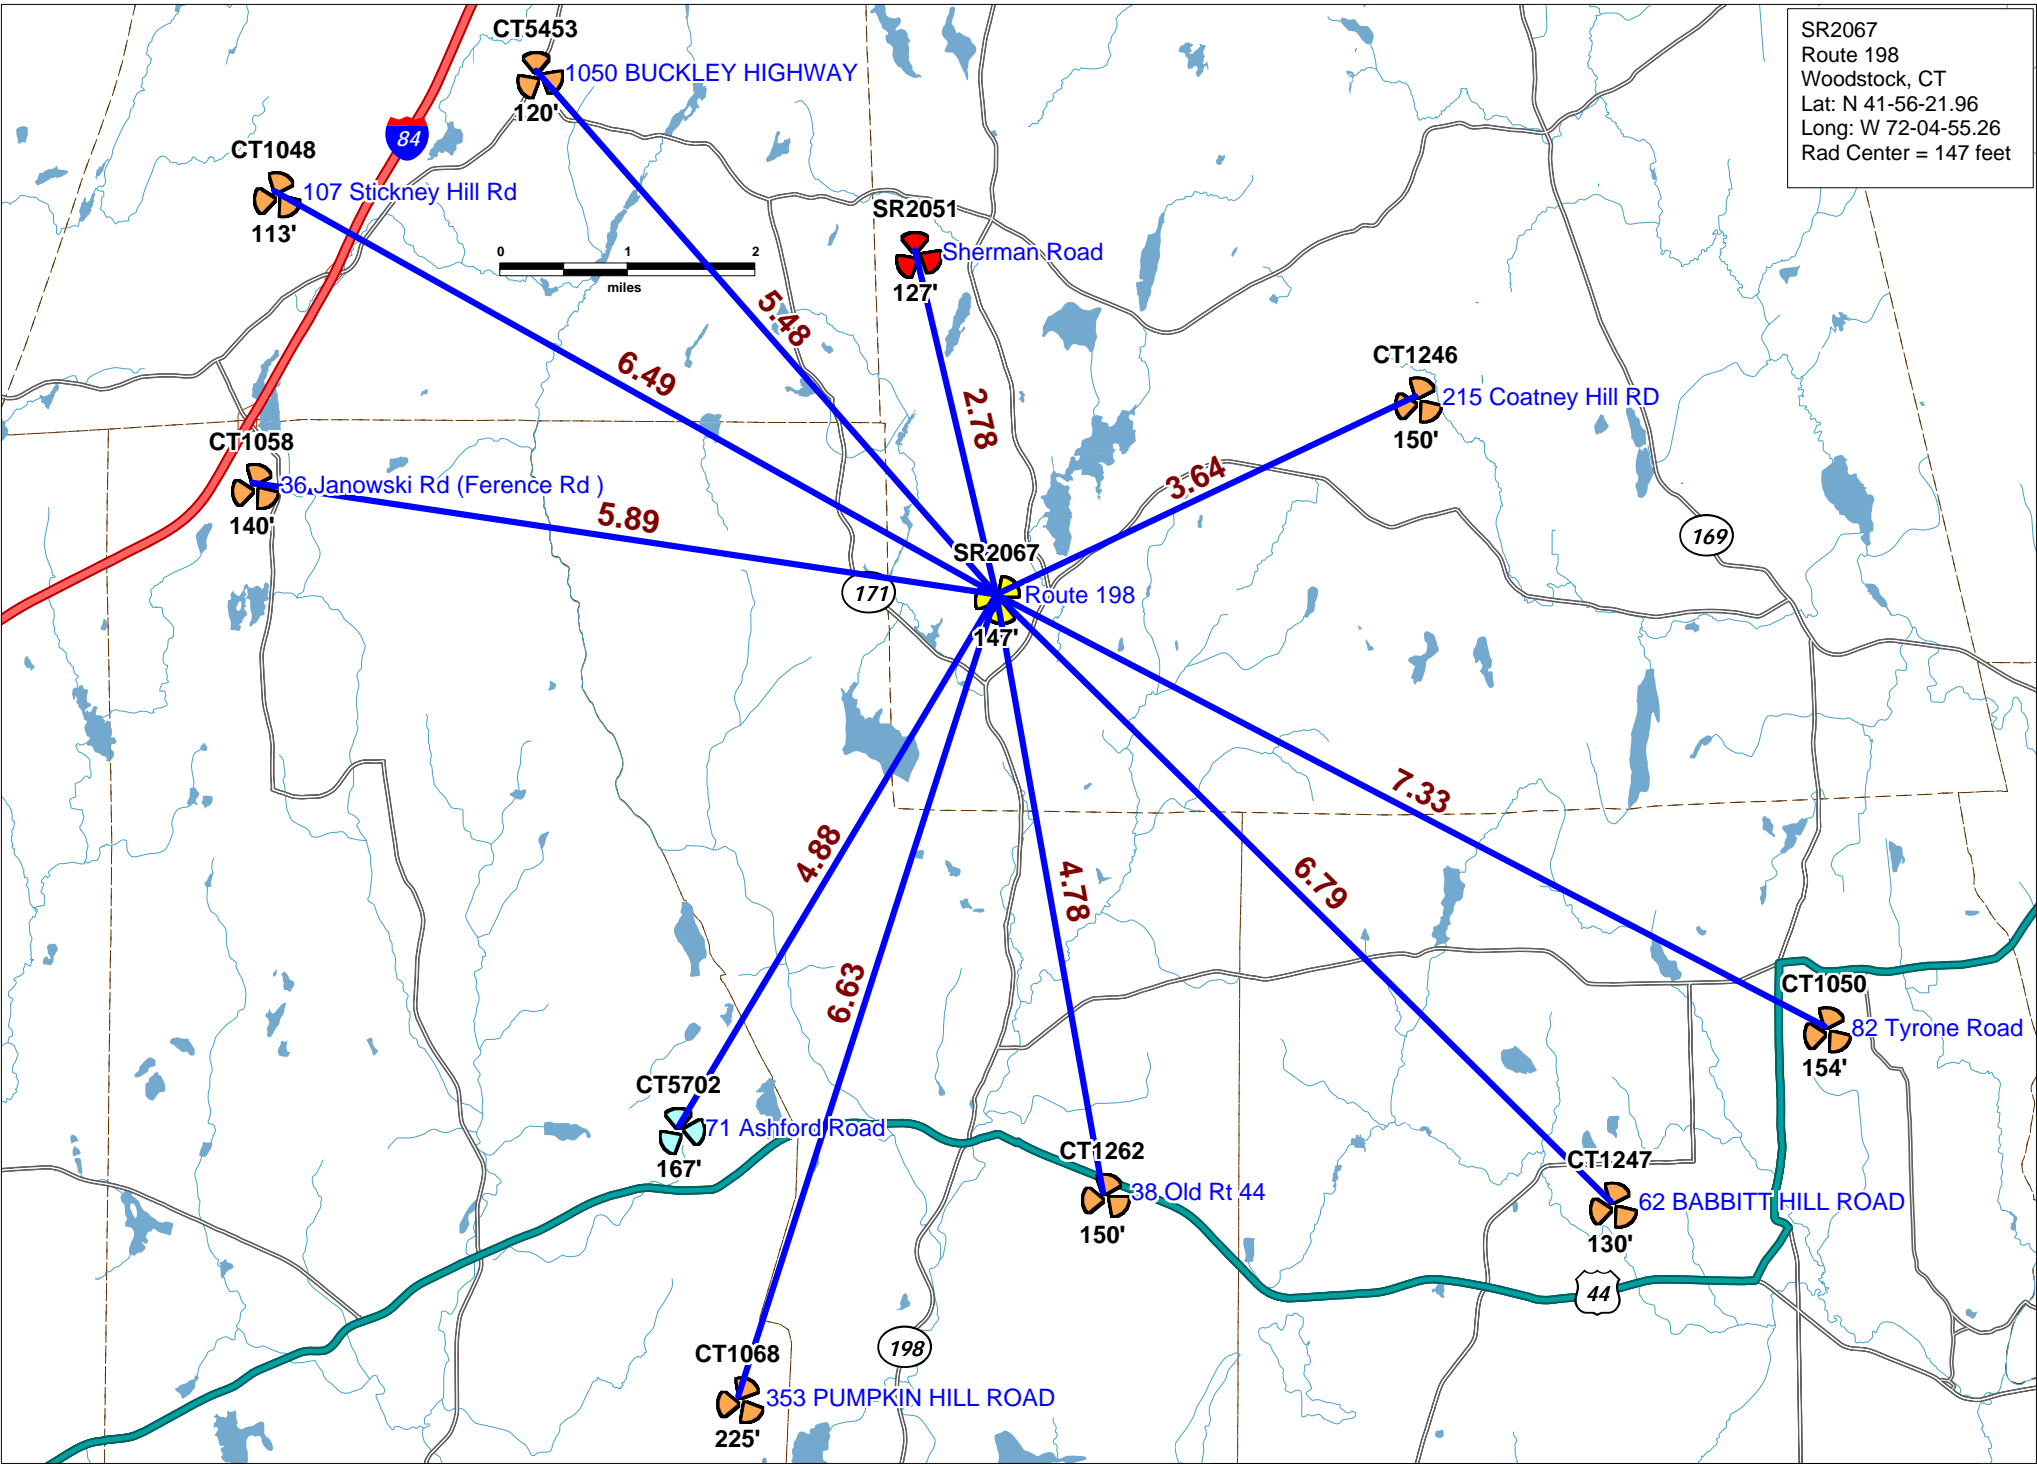 SR2067
Route 198
Woodstock, CT
Lat: N 41-56-21.96
Long: W 72-04-55.26
Rad Center = 147 feet
CT5453
1050 BUCKLEY HIGHWAY
120'
84
CT1048
107 Stickney Hill Rd
113'
SR2051
Sherman Road
127'
0 1 2
miles
5.48
6.49
2.78
CT1246
215 Coatney Hill RD
150'
CT1058
36 Janowski Rd (Ference Rd )
140'
5.89
3.64
169
SR2067
Route 198
147'
171
7.33
4.88
4.78
6.79
6.63
CT1050
82 Tyrone Road
154'
CT5702
71 Ashford Road
167'
CT1262
38 Old Rt 44
150'
CT1247
62 BABBITT HILL ROAD
130'
44
198
CT1068
353 PUMPKIN HILL ROAD
225'